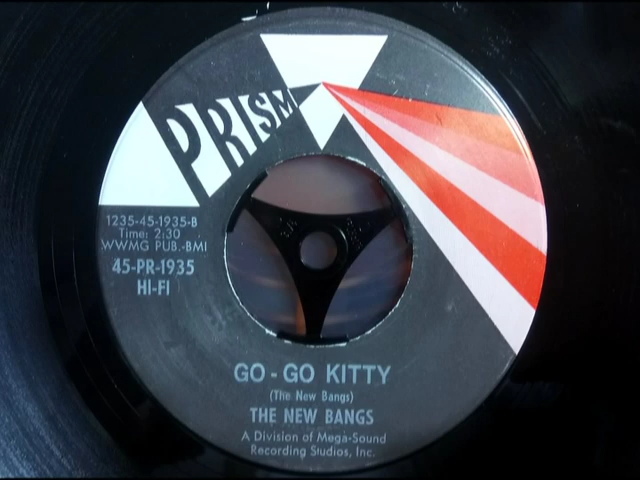 PRISM
1235-45-1935-B
Time: 2:30
WWMG PUB.-BMI
45-PR-1935
HI-FI
GO-GO KITTY
(The New Bangs)
THE NEW BANGS
A Division of Mega-Sound
Recording Studios, Inc.